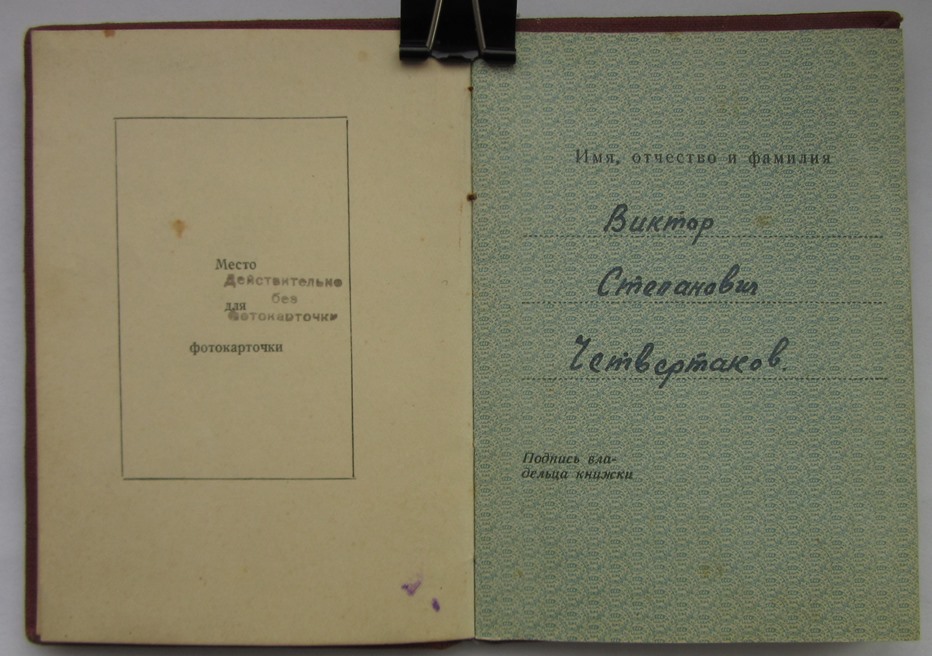 Место
Действительно
без
для
фотокарточки
фотокарточки
Имя, отчество и фамилия
Виктор
Степанович
Четвертаков.
Подпись вла-
дельца книжки